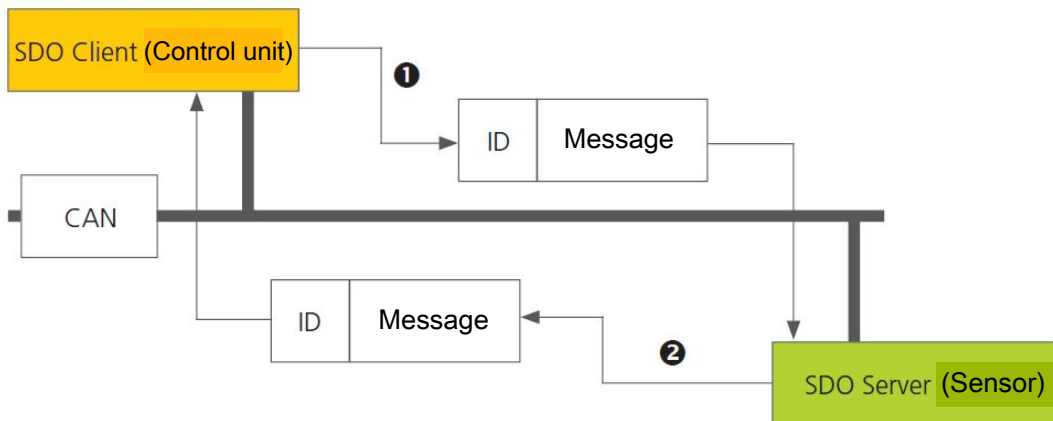 SDO Client (Control unit)
❶
ID Message
CAN
ID Message
❷
SDO Server (Sensor)